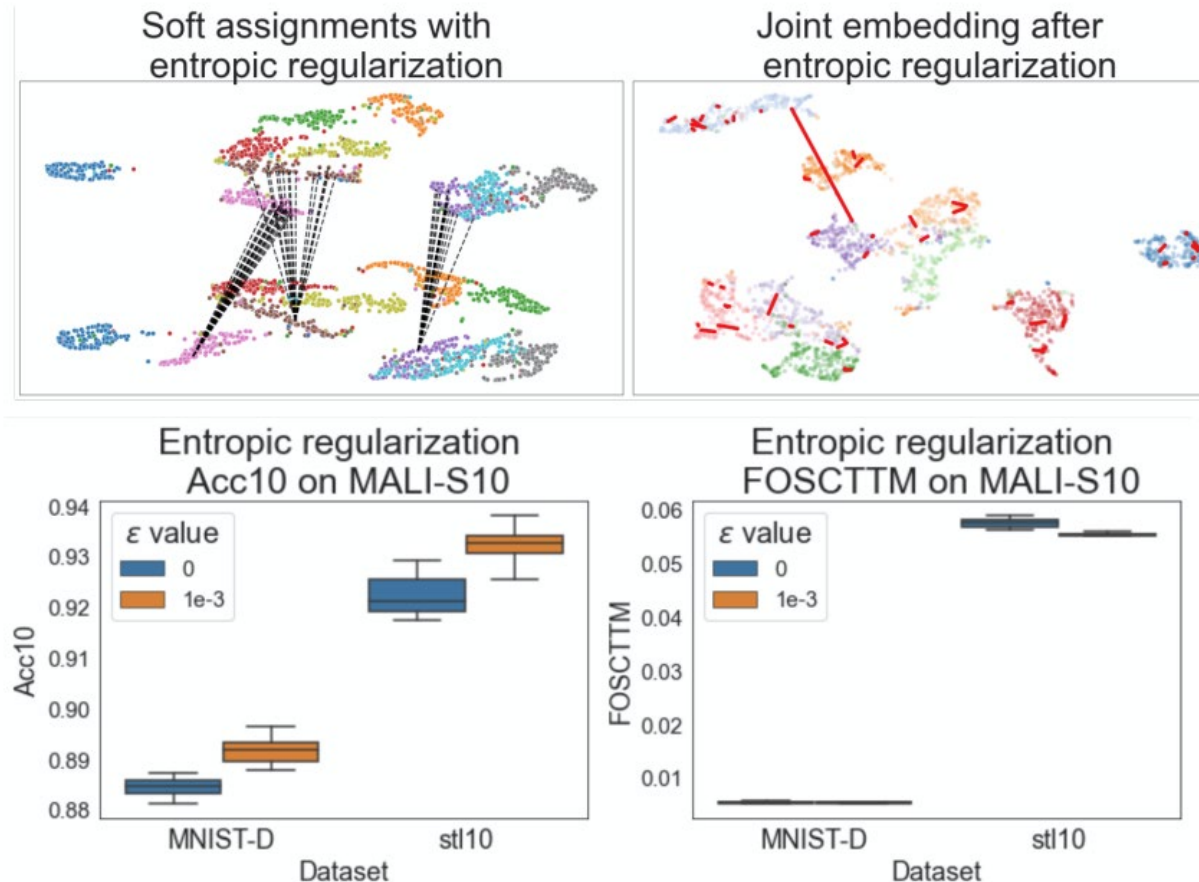 Soft assignments with
entropic regularization
Joint embedding after
entropic regularization
Entropic regularization
Acc10 on MALI-S10
0.94
0.93
0.92
0.91
0.90
0.89
0.88
Acc10
ε value
0
1e-3
MNIST-D
stl10
Dataset
Entropic regularization
FOSCTTM on MALI-S10
0.06
0.05
0.04
0.03
0.02
0.01
FOSCTTM
ε value
0
1e-3
MNIST-D
stl10
Dataset